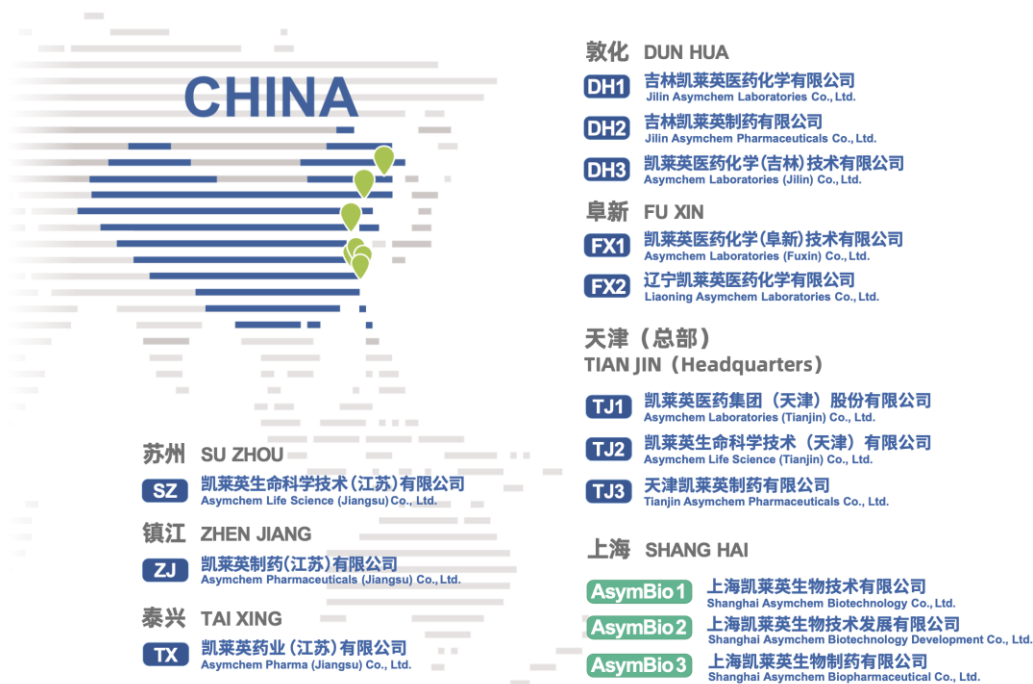 CHINA
敦化 DUN HUA
DH1 吉林凯莱英医药化学有限公司
Jilin Asymchem Laboratories Co., Ltd.
DH2 吉林凯莱英制药有限公司
Jilin Asymchem Pharmaceuticals Co., Ltd.
DH3 凯莱英医药化学(吉林)技术有限公司
Asymchem Laboratories (Jilin) Co., Ltd.
阜新 FU XIN
FX1 凯莱英医药化学(阜新)技术有限公司
Asymchem Laboratories (Fuxin) Co., Ltd.
FX2 辽宁凯莱英医药化学有限公司
Liaoning Asymchem Laboratories Co., Ltd.
天津（总部）
TIAN JIN（Headquarters）
TJ1 凯莱英医药集团（天津）股份有限公司
Asymchem Laboratories (Tianjin) Co., Ltd.
TJ2 凯莱英生命科学技术（天津）有限公司
Asymchem Life Science (Tianjin) Co., Ltd.
TJ3 天津凯莱英制药有限公司
Tianjin Asymchem Pharmaceuticals Co., Ltd.
上海 SHANG HAI
AsymBio 1 上海凯莱英生物技术有限公司
Shanghai Asymchem Biotechnology Co., Ltd.
AsymBio 2 上海凯莱英生物技术发展有限公司
Shanghai Asymchem Biotechnology Development Co., Ltd.
AsymBio 3 上海凯莱英生物制药有限公司
Shanghai Asymchem Biopharmaceutical Co., Ltd.
苏州 SU ZHOU
SZ 凯莱英生命科学技术(江苏)有限公司
Asymchem Life Science (Jiangsu) Co., Ltd.
镇江 ZHEN JIANG
ZJ 凯莱英制药(江苏)有限公司
Asymchem Pharmaceuticals (Jiangsu) Co., Ltd.
泰兴 TAI XING
TX 凯莱英药业(江苏)有限公司
Asymchem Pharma (Jiangsu) Co., Ltd.